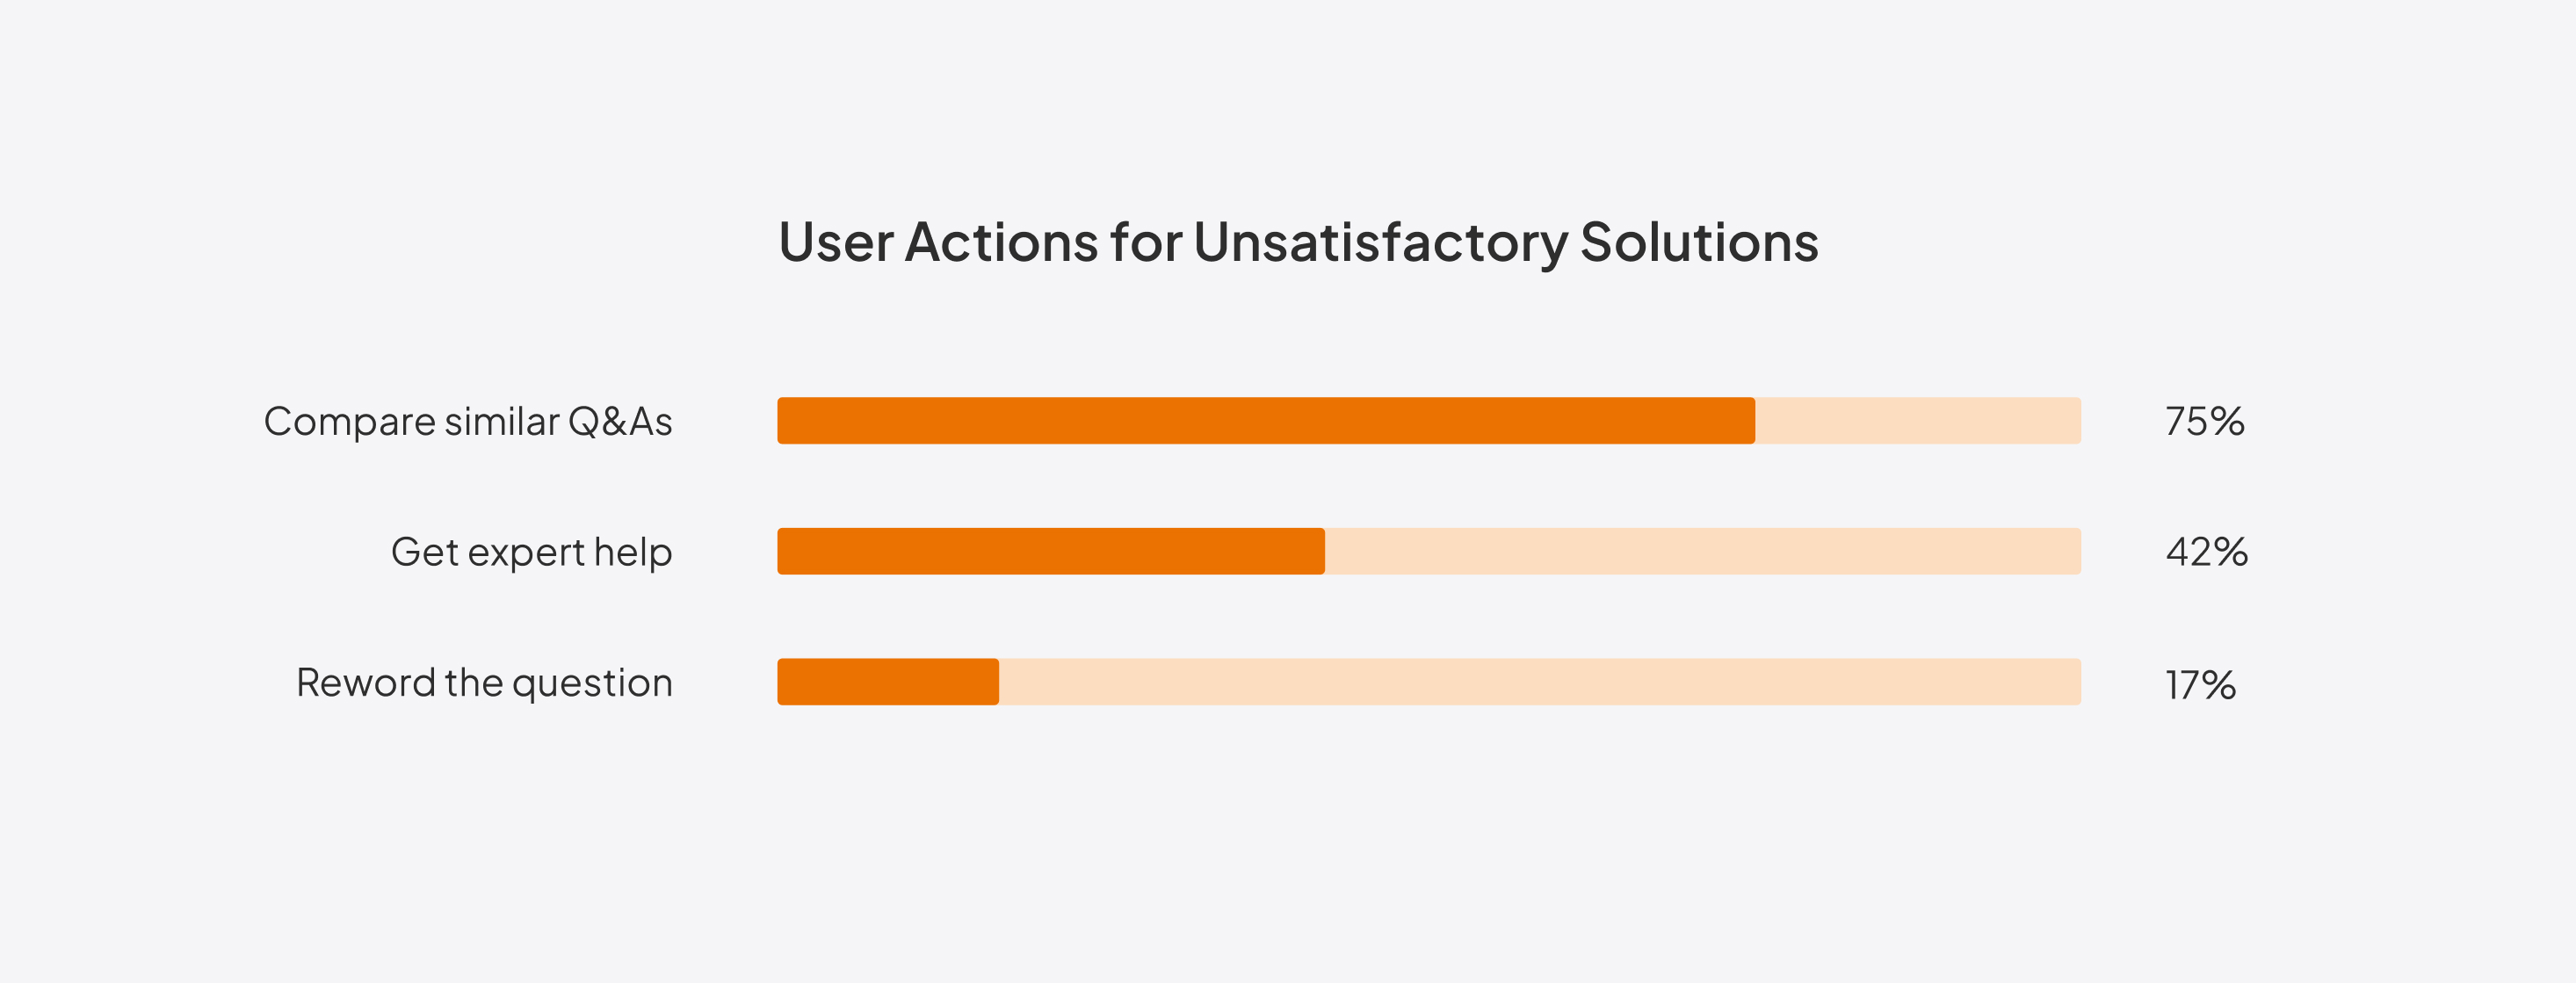 User Actions for Unsatisfactory Solutions
Compare similar Q&As 75%
Get expert help 42%
Reword the question 17%